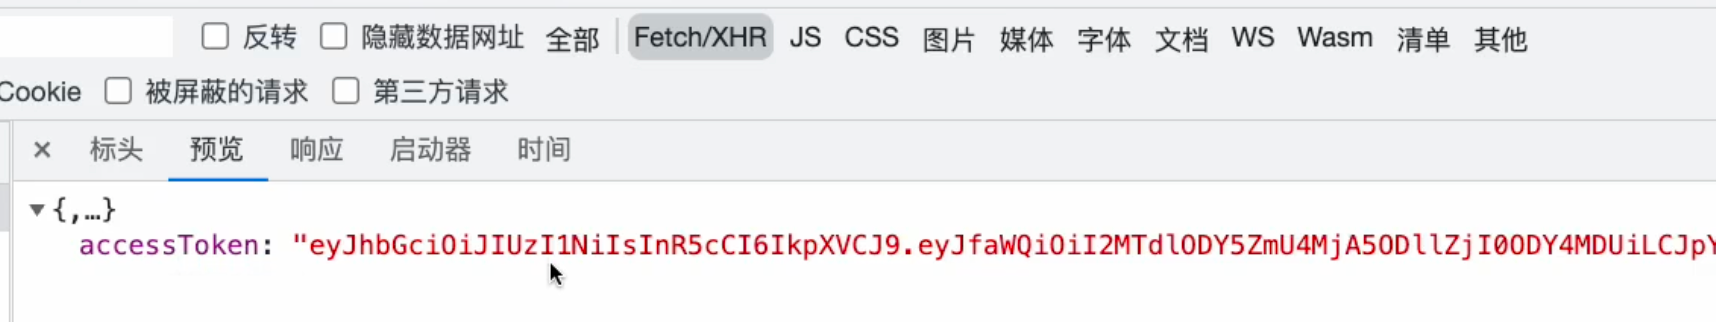 反转 隐藏数据网址 全部 Fetch/XHR JS CSS 图片 媒体 字体 文档 WS Wasm 清单 其他
Cookie 被屏蔽的请求 第三方请求
× 标头 预览 响应 启动器 时间
▼{,…}
accessToken: "eyJhbGciOiJIUzI1NiIsInR5cCI6IkpXVCJ9.eyJfaWQiOiI2MTdlODY5ZmU4MjA5ODllZjI0ODY4MDUiLCJpY